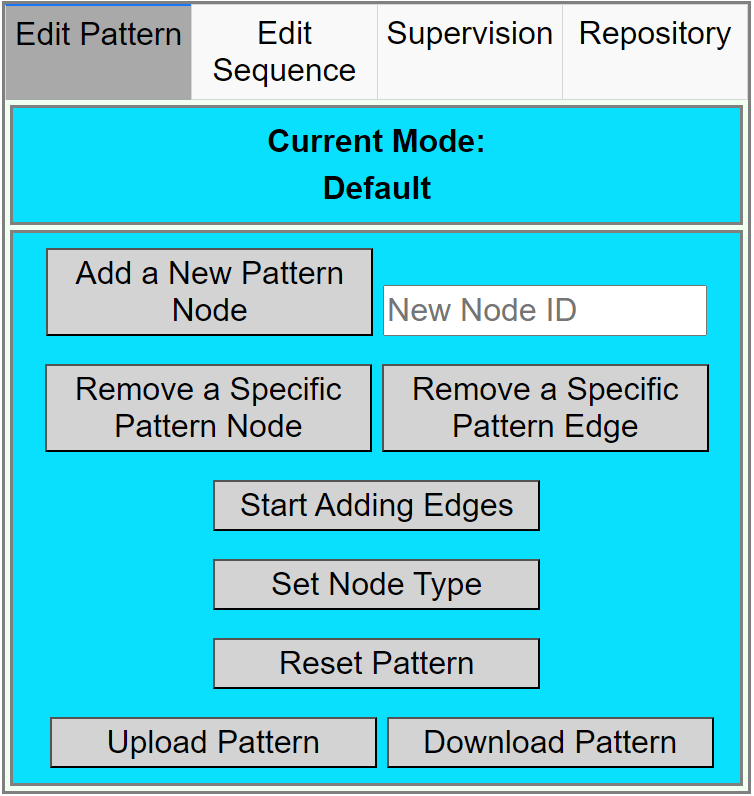 Edit Pattern
Edit
Sequence
Supervision
Repository
Current Mode:
Default
Add a New Pattern
Node
New Node ID
Remove a Specific
Pattern Node
Remove a Specific
Pattern Edge
Start Adding Edges
Set Node Type
Reset Pattern
Upload Pattern
Download Pattern